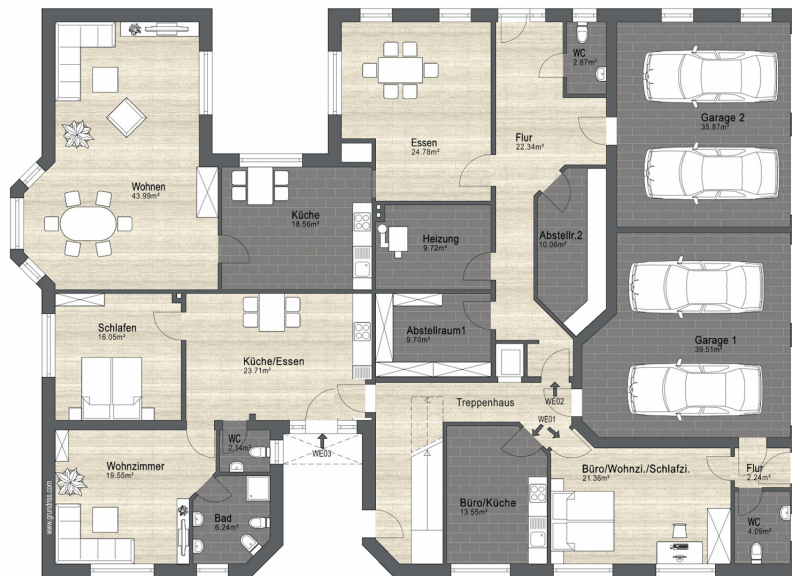 WC
2.87m²
Garage 2
35.87m²
Essen
24.78m²
Flur
22.34m²
Wohnen
43.99m²
Küche
18.56m²
Heizung
9.72m²
Abstellr.2
10.06m²
Schlafen
16.05m²
Abstellraum1
9.70m²
Garage 1
39.51m²
Küche/Essen
23.71m²
Treppenhaus
WE02
WE01
WC
2.14m²
WE03
Wohnzimmer
19.55m²
Büro/Wohnzi./Schlafzi.
21.36m²
Flur
2.24m²
www.grundriss.com
Büro/Küche
13.55m²
Bad
6.24m²
WC
4.09m²